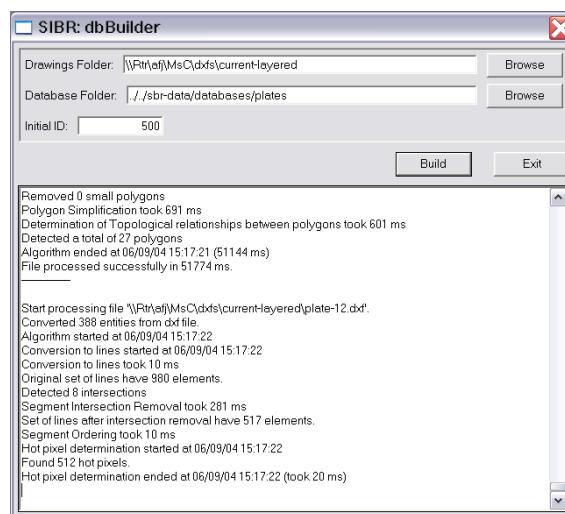 SIBR: dbBuilder
Drawings Folder: \\Rtr\afj\MsC\dxfs\current-layered Browse
Database Folder: ../../sbr-data/databases/plates Browse
Initial ID: 500
Build Exit
Removed 0 small polygons
Polygon Simplification took 691 ms
Determination of Topological relationships between polygons took 601 ms
Detected a total of 27 polygons
Algorithm ended at 06/09/04 15:17:21 (51144 ms)
File processed successfully in 51774 ms.
Start processing file '\\Rtr\afj\MsC\dxfs\current-layered\plate-12.dxf'.
Converted 388 entities from dxf file.
Algorithm started at 06/09/04 15:17:22
Conversion to lines started at 06/09/04 15:17:22
Conversion to lines took 10 ms
Original set of lines have 980 elements.
Detected 8 intersections
Segment Intersection Removal took 281 ms
Set of lines after intersection removal have 517 elements.
Segment Ordering took 10 ms
Hot pixel determination started at 06/09/04 15:17:22
Found 512 hot pixels.
Hot pixel determination ended at 06/09/04 15:17:22 (took 20 ms)